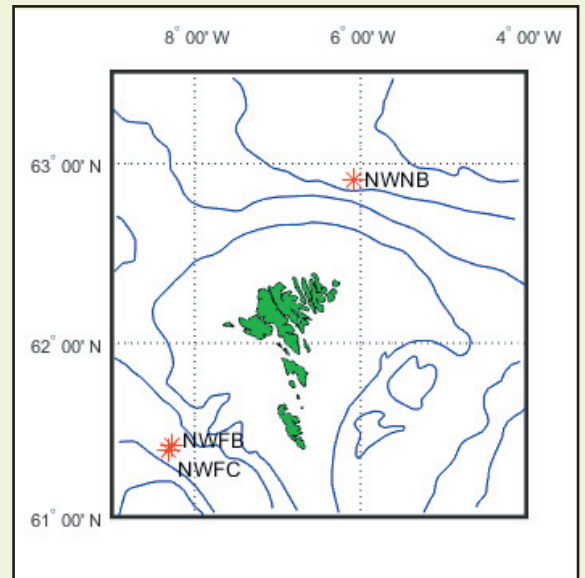 8° 00' W 6° 00' W 4° 00' W
63° 00' N
NWNB
62° 00' N
NWFB
NWFC
61° 00' N